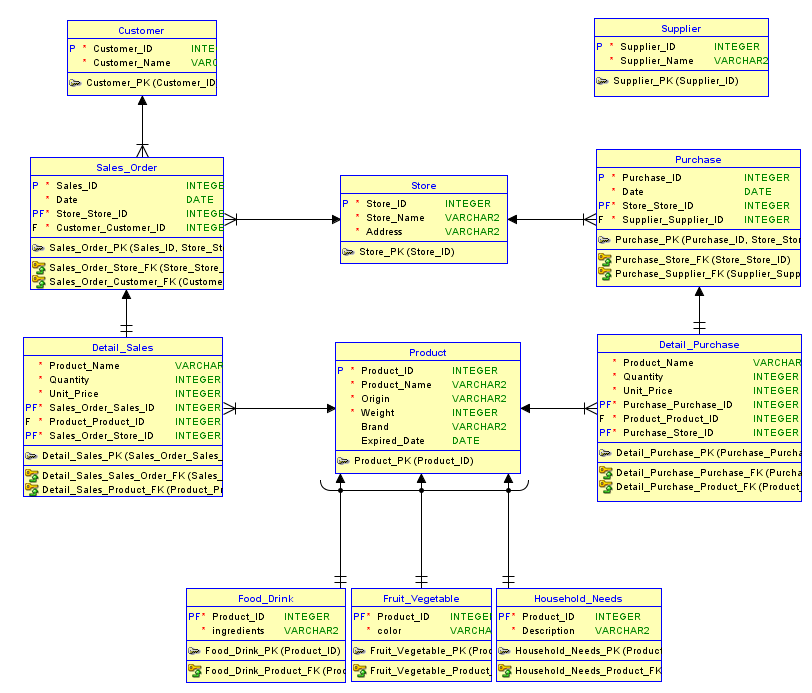 Customer
P * Customer_ID INTE
* Customer_Name VARC
Customer_PK (Customer_ID
Supplier
P * Supplier_ID INTEGER
* Supplier_Name VARCHAR2
Supplier_PK (Supplier_ID)
Sales_Order
P * Sales_ID INTEGE
* Date DATE
PF* Store_Store_ID INTEGE
F * Customer_Customer_ID INTEGE
Sales_Order_PK (Sales_ID, Store_St
Sales_Order_Store_FK (Store_Store_
Sales_Order_Customer_FK (Custome
Store
P * Store_ID INTEGER
* Store_Name VARCHAR2
* Address VARCHAR2
Store_PK (Store_ID)
Purchase
P * Purchase_ID INTEGER
* Date DATE
PF* Store_Store_ID INTEGER
F * Supplier_Supplier_ID INTEGER
Purchase_PK (Purchase_ID, Store_Stor
Purchase_Store_FK (Store_Store_ID)
Purchase_Supplier_FK (Supplier_Supp
Detail_Sales
* Product_Name VARCHAR
* Quantity INTEGER
* Unit_Price INTEGER
PF* Sales_Order_Sales_ID INTEGER
F * Product_Product_ID INTEGER
PF* Sales_Order_Store_ID INTEGER
Detail_Sales_PK (Sales_Order_Sales_
Detail_Sales_Sales_Order_FK (Sales_
Detail_Sales_Product_FK (Product_Pr
Product
P * Product_ID INTEGER
* Product_Name VARCHAR2
* Origin VARCHAR2
* Weight INTEGER
Brand VARCHAR2
Expired_Date DATE
Product_PK (Product_ID)
Detail_Purchase
* Product_Name VARCHAR
* Quantity INTEGER
* Unit_Price INTEGER
PF* Purchase_Purchase_ID INTEGER
F * Product_Product_ID INTEGER
PF* Purchase_Store_ID INTEGER
Detail_Purchase_PK (Purchase_Purcha
Detail_Purchase_Purchase_FK (Purcha
Detail_Purchase_Product_FK (Product_
Food_Drink
PF* Product_ID INTEGER
* ingredients VARCHAR2
Food_Drink_PK (Product_ID)
Food_Drink_Product_FK (Prod
Fruit_Vegetable
PF* Product_ID INTEGE
* color VARCHA
Fruit_Vegetable_PK (Prod
Fruit_Vegetable_Product_
Household_Needs
PF* Product_ID INTEGER
* Description VARCHAR2
Household_Needs_PK (Product
Household_Needs_Product_FK